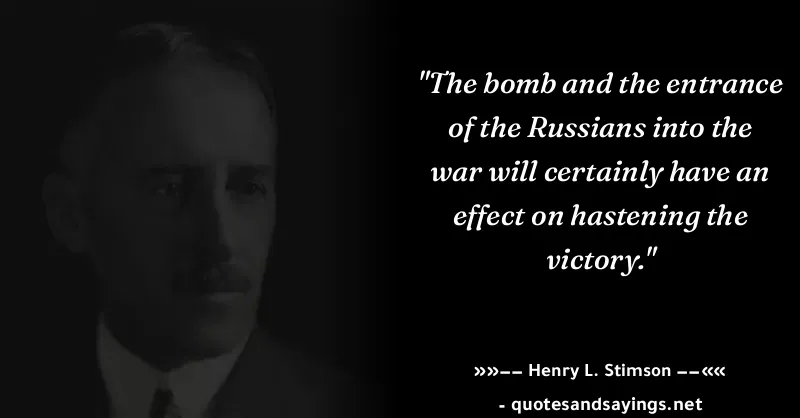 "The bomb and the entrance
of the Russians into the
war will certainly have an
effect on hastening the
victory."
»»–– Henry L. Stimson ––««
- quotesandsayings.net